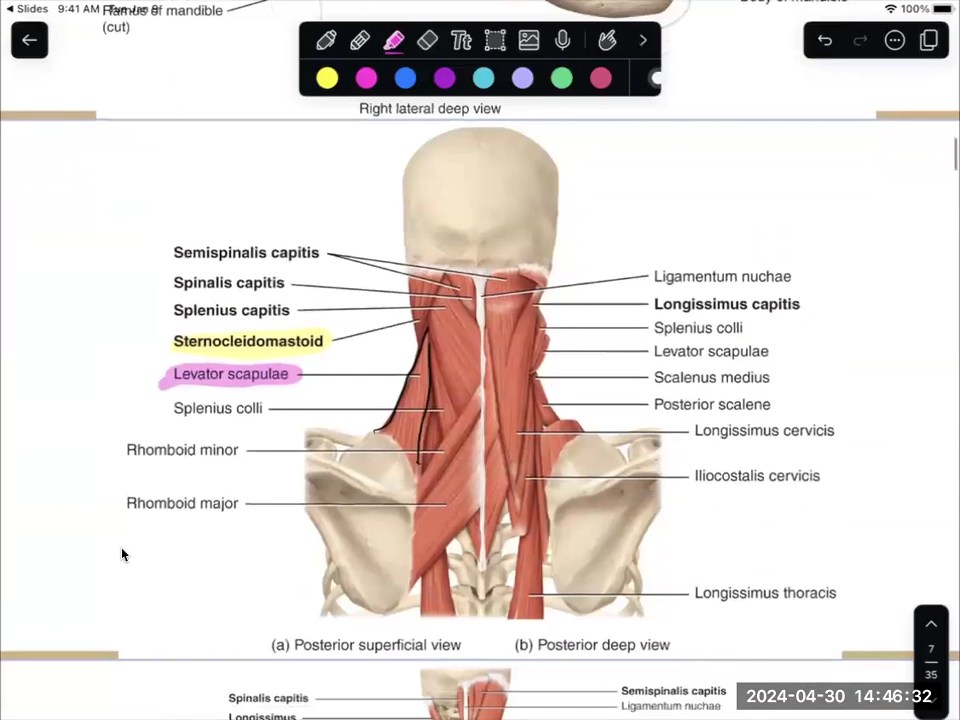 Slides 9:41 AM
100%
Ramus of mandible
(cut)
Tt
Right lateral deep view
Semispinalis capitis
Spinalis capitis
Splenius capitis
Sternocleidomastoid
Levator scapulae
Splenius colli
Rhomboid minor
Rhomboid major
Ligamentum nuchae
Longissimus capitis
Splenius colli
Levator scapulae
Scalenus medius
Posterior scalene
Longissimus cervicis
Iliocostalis cervicis
Longissimus thoracis
(a) Posterior superficial view
(b) Posterior deep view
7
35
Spinalis capitis
Longissimus
Semispinalis capitis
Ligamentum nuchae
2024-04-30 14:46:32